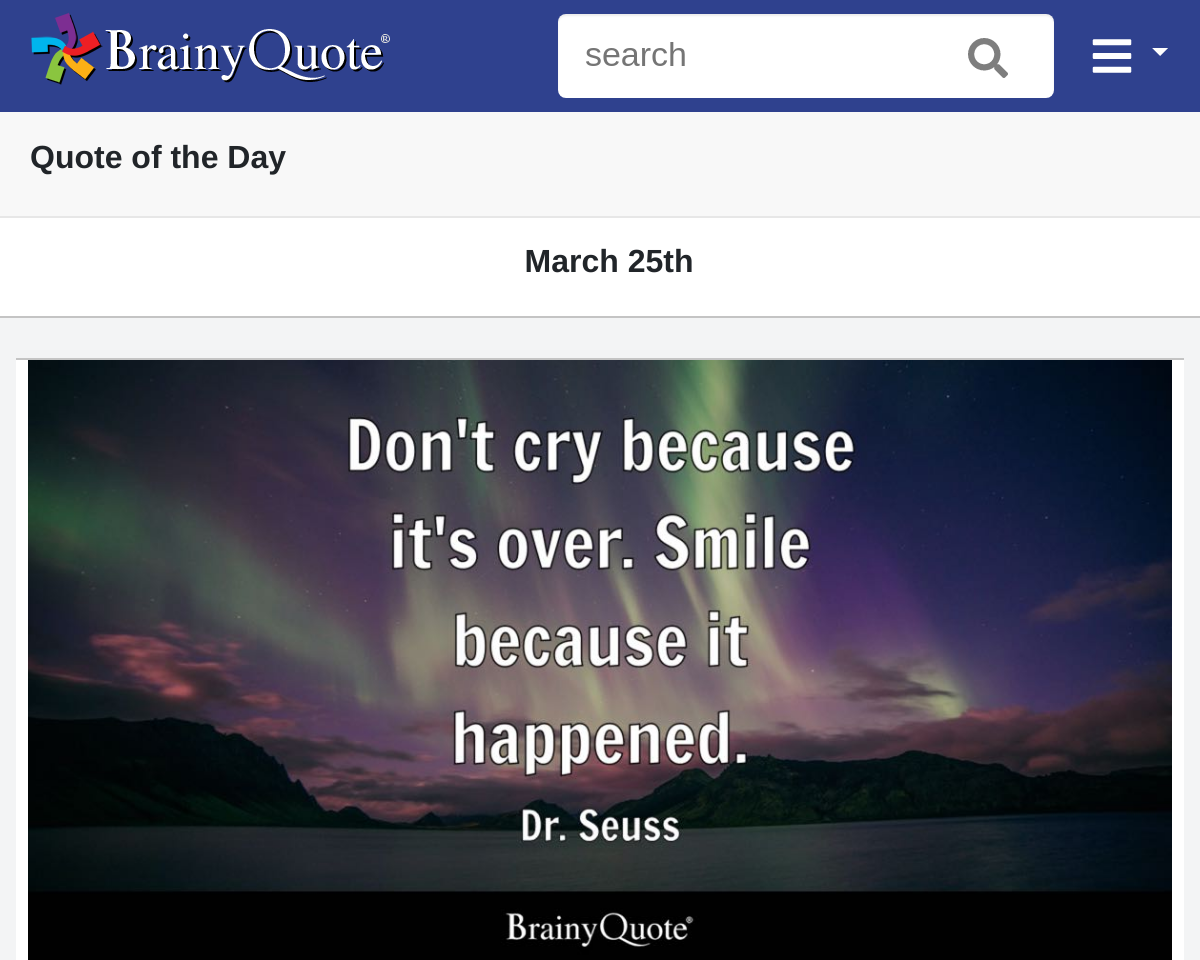 BrainyQuote®
search
Quote of the Day
March 25th
Don't cry because
it's over. Smile
because it
happened.
Dr. Seuss
BrainyQuote®